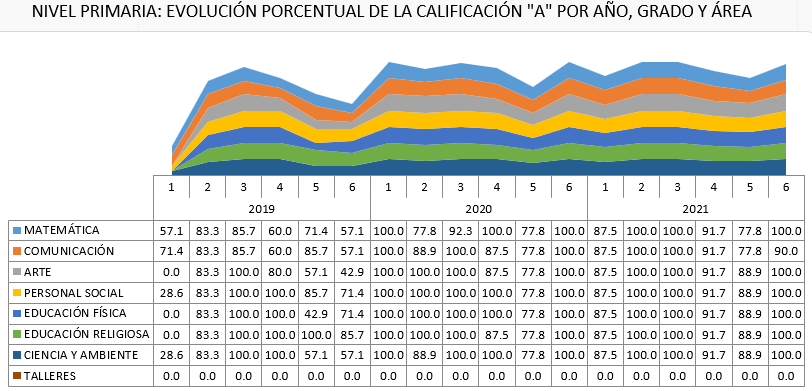 NIVEL PRIMARIA: EVOLUCIÓN PORCENTUAL DE LA CALIFICACIÓN "A" POR AÑO, GRADO Y ÁREA
1 2 3 4 5 6 1 2 3 4 5 6 1 2 3 4 5 6
2019 2020 2021
MATEMÁTICA 57.1 83.3 85.7 60.0 71.4 57.1 100.0 77.8 92.3 100.0 77.8 100.0 87.5 100.0 100.0 91.7 77.8 100.0
COMUNICACIÓN 71.4 83.3 85.7 60.0 85.7 57.1 100.0 88.9 100.0 87.5 77.8 100.0 87.5 100.0 100.0 91.7 77.8 90.0
ARTE 0.0 83.3 100.0 80.0 57.1 42.9 100.0 100.0 100.0 87.5 77.8 100.0 87.5 100.0 100.0 91.7 88.9 100.0
PERSONAL SOCIAL 28.6 83.3 100.0 100.0 85.7 71.4 100.0 100.0 100.0 100.0 77.8 100.0 87.5 100.0 100.0 91.7 88.9 100.0
EDUCACIÓN FÍSICA 0.0 83.3 100.0 100.0 42.9 71.4 100.0 100.0 100.0 100.0 77.8 100.0 87.5 100.0 100.0 91.7 88.9 100.0
EDUCACIÓN RELIGIOSA 0.0 83.3 100.0 100.0 100.0 85.7 100.0 100.0 100.0 87.5 77.8 100.0 87.5 100.0 100.0 91.7 88.9 100.0
CIENCIA Y AMBIENTE 28.6 83.3 100.0 100.0 57.1 57.1 100.0 88.9 100.0 100.0 77.8 100.0 87.5 100.0 100.0 91.7 88.9 100.0
TALLERES 0.0 0.0 0.0 0.0 0.0 0.0 0.0 0.0 0.0 0.0 0.0 0.0 0.0 0.0 0.0 0.0 0.0 0.0